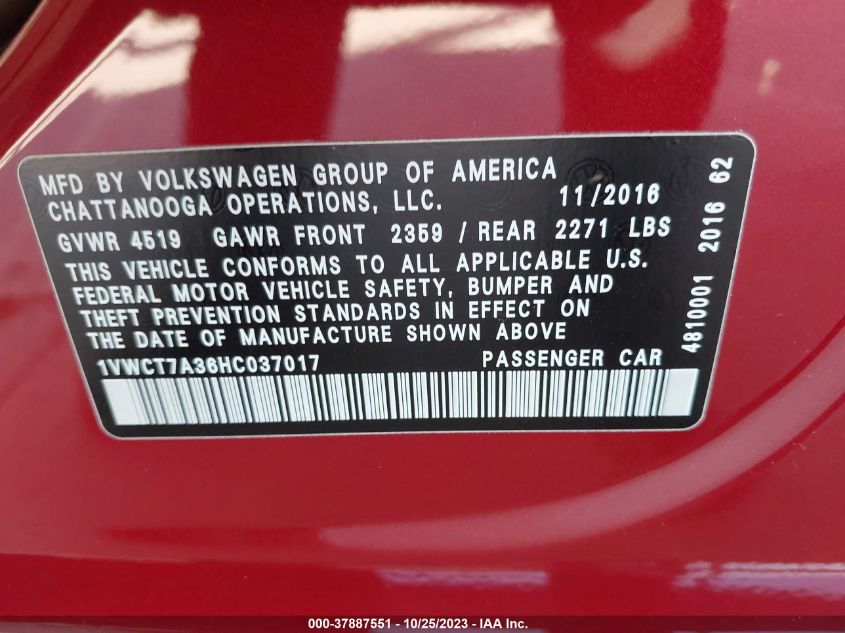 MFD BY VOLKSWAGEN GROUP OF AMERICA
CHATTANOOGA OPERATIONS, LLC. 11/2016
GVWR 4519 GAWR FRONT 2359 / REAR 2271 LBS
THIS VEHICLE CONFORMS TO ALL APPLICABLE U.S.
FEDERAL MOTOR VEHICLE SAFETY, BUMPER AND
THEFT PREVENTION STANDARDS IN EFFECT ON
THE DATE OF MANUFACTURE SHOWN ABOVE
1VWCT7A36HC037017 PASSENGER CAR
4810001 2016 62
000-37887551 - 10/25/2023 - IAA Inc.